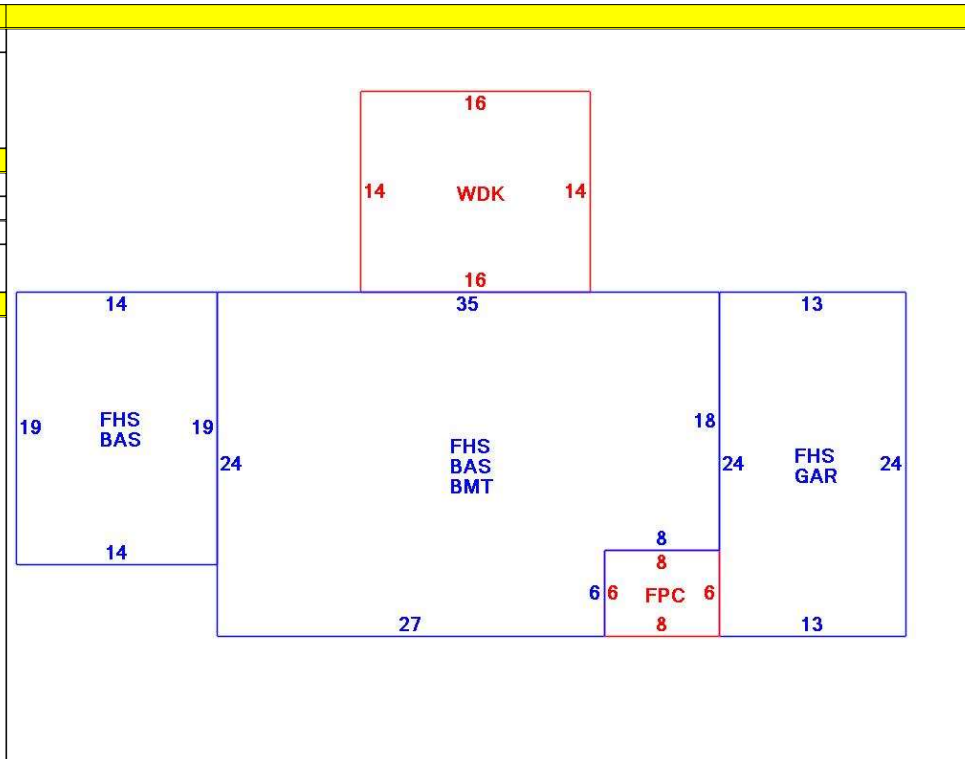 16
14 WDK 14
16
14 35 13
19 FHS BAS 19
24 FHS BAS BMT 18
24 FHS GAR 24
14
8
8
6 6 FPC 6
27 8 13